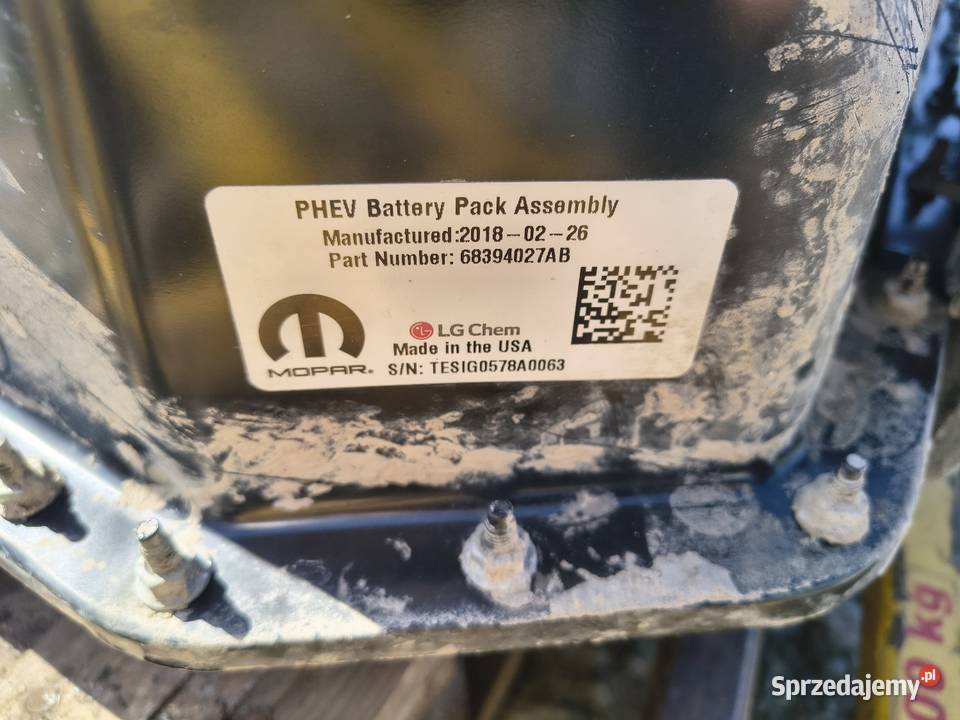 PHEV Battery Pack Assembly
Manufactured:2018-02-26
Part Number: 68394027AB
LG Chem
Made in the USA
MOPAR®
S/N: TESIG0578A0063
kg
Sprzedajemy.pl